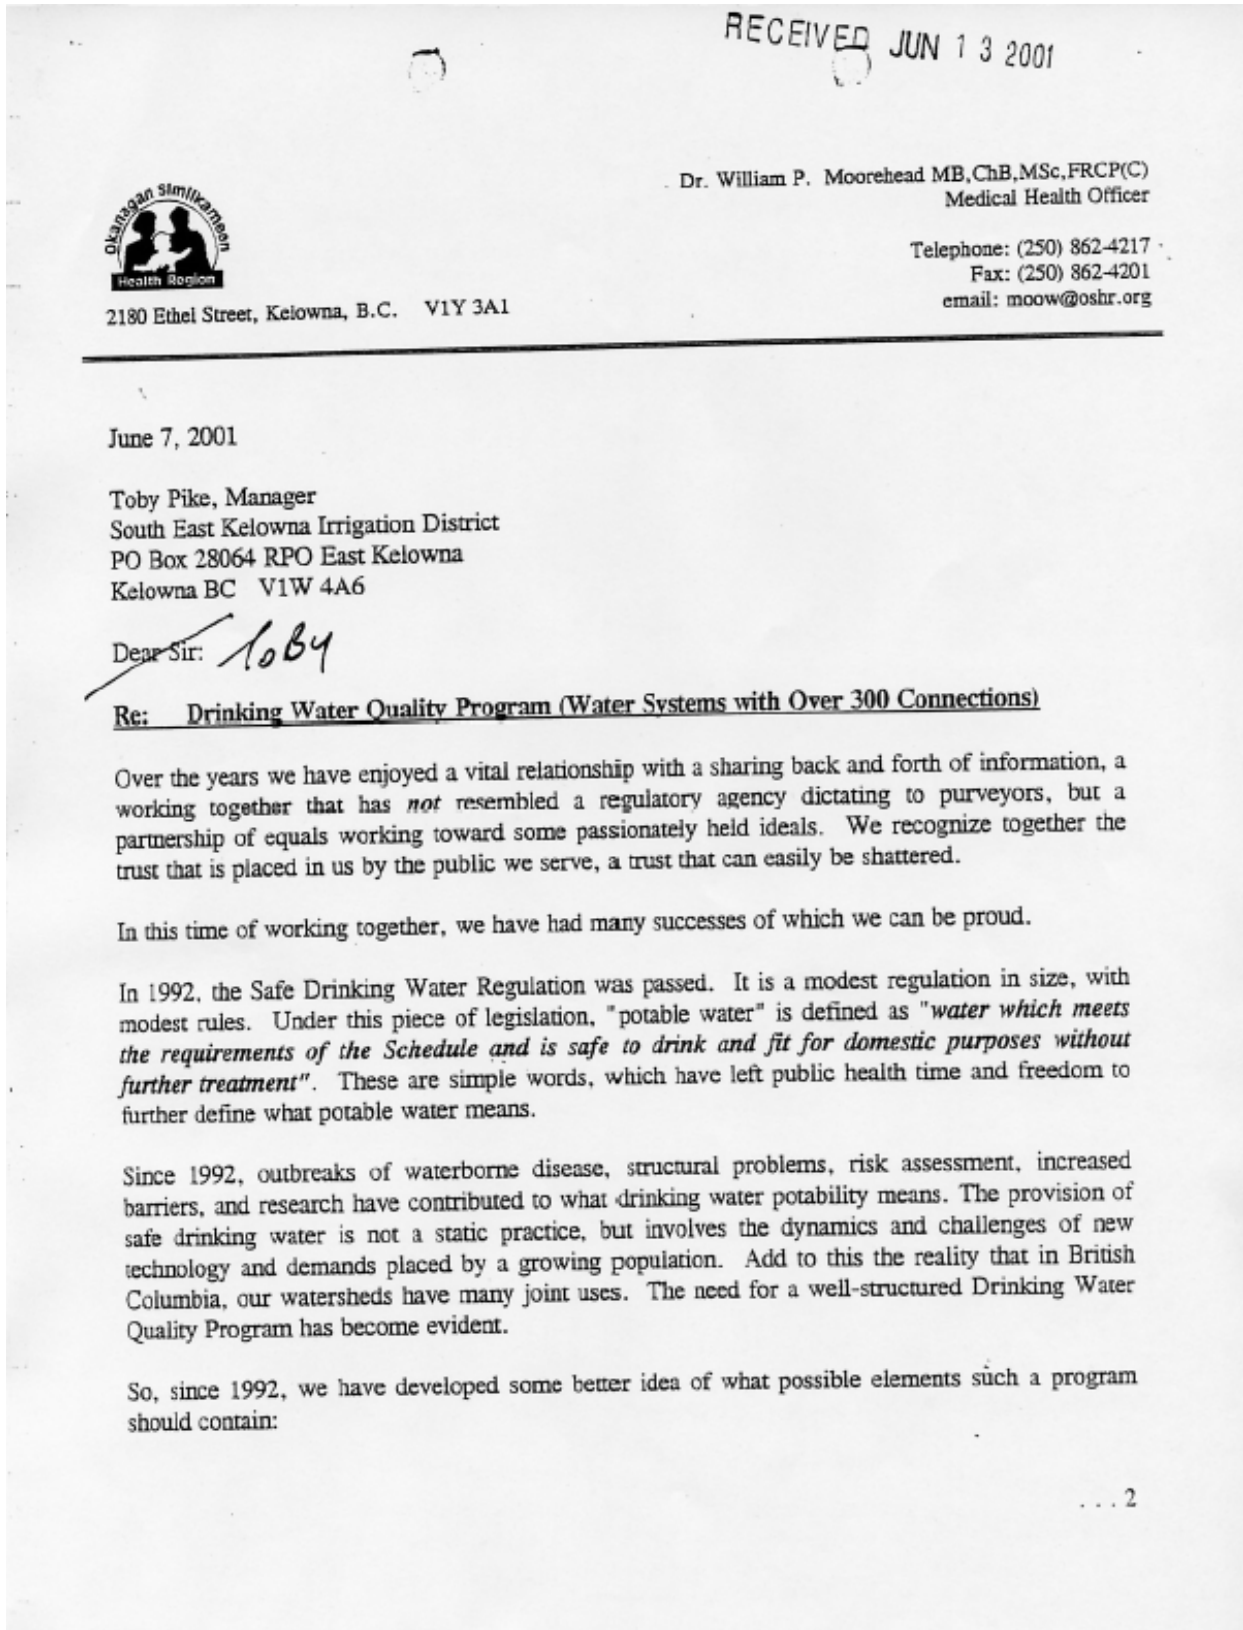 RECEIVED JUN 13 2001
Dr. William P. Moorehead MB,ChB,MSc,FRCP(C)
Medical Health Officer
Okanagan Similkameen
Health Region
Telephone: (250) 862-4217
Fax: (250) 862-4201
email: moow@oshr.org
2180 Ethel Street, Kelowna, B.C. V1Y 3A1
June 7, 2001
Toby Pike, Manager
South East Kelowna Irrigation District
PO Box 28064 RPO East Kelowna
Kelowna BC V1W 4A6
Dear Sir: TOBY
Re: Drinking Water Quality Program (Water Systems with Over 300 Connections)
Over the years we have enjoyed a vital relationship with a sharing back and forth of information, a
working together that has not resembled a regulatory agency dictating to purveyors, but a
partnership of equals working toward some passionately held ideals. We recognize together the
trust that is placed in us by the public we serve, a trust that can easily be shattered.
In this time of working together, we have had many successes of which we can be proud.
In 1992, the Safe Drinking Water Regulation was passed. It is a modest regulation in size, with
modest rules. Under this piece of legislation, "potable water" is defined as "water which meets
the requirements of the Schedule and is safe to drink and fit for domestic purposes without
further treatment". These are simple words, which have left public health time and freedom to
further define what potable water means.
Since 1992, outbreaks of waterborne disease, structural problems, risk assessment, increased
barriers, and research have contributed to what drinking water potability means. The provision of
safe drinking water is not a static practice, but involves the dynamics and challenges of new
technology and demands placed by a growing population. Add to this the reality that in British
Columbia, our watersheds have many joint uses. The need for a well-structured Drinking Water
Quality Program has become evident.
So, since 1992, we have developed some better idea of what possible elements such a program
should contain:
. . . 2